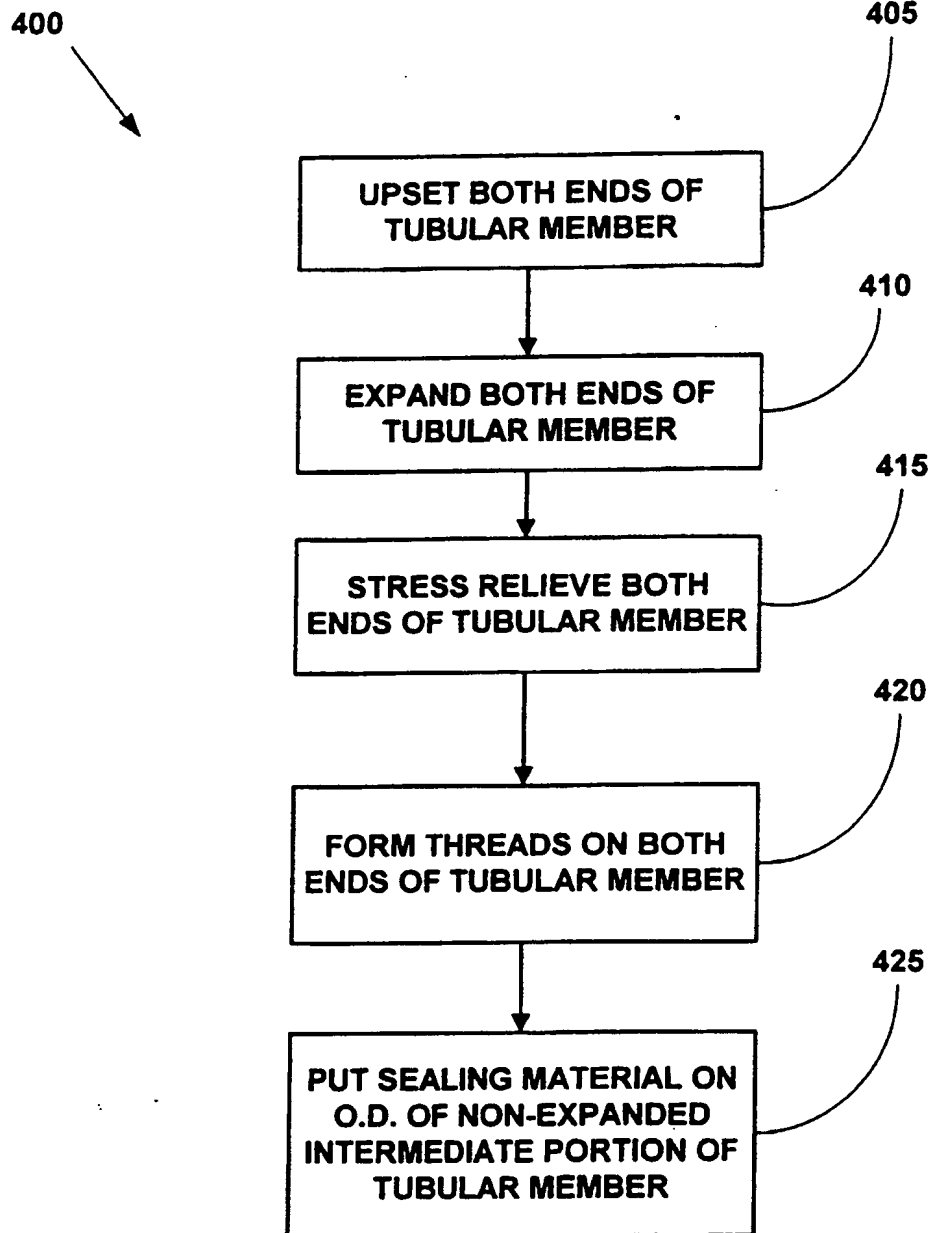 400
405
UPSET BOTH ENDS OF
TUBULAR MEMBER
410
EXPAND BOTH ENDS OF
TUBULAR MEMBER
415
STRESS RELIEVE BOTH
ENDS OF TUBULAR MEMBER
420
FORM THREADS ON BOTH
ENDS OF TUBULAR MEMBER
425
PUT SEALING MATERIAL ON
O.D. OF NON-EXPANDED
INTERMEDIATE PORTION OF
TUBULAR MEMBER